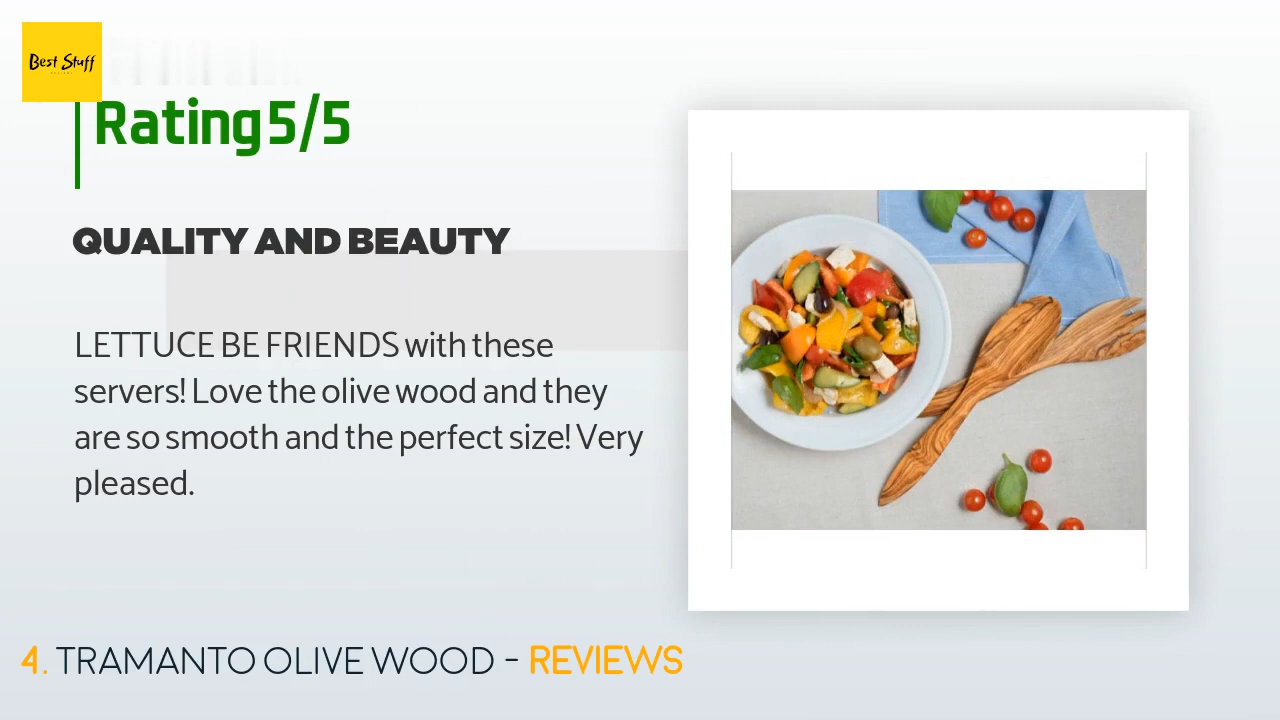 Best Stuff
Rating 5/5
QUALITY AND BEAUTY
LETTUCE BE FRIENDS with these
servers! Love the olive wood and they
are so smooth and the perfect size! Very
pleased.
4. TRAMANTO OLIVE WOOD - REVIEWS